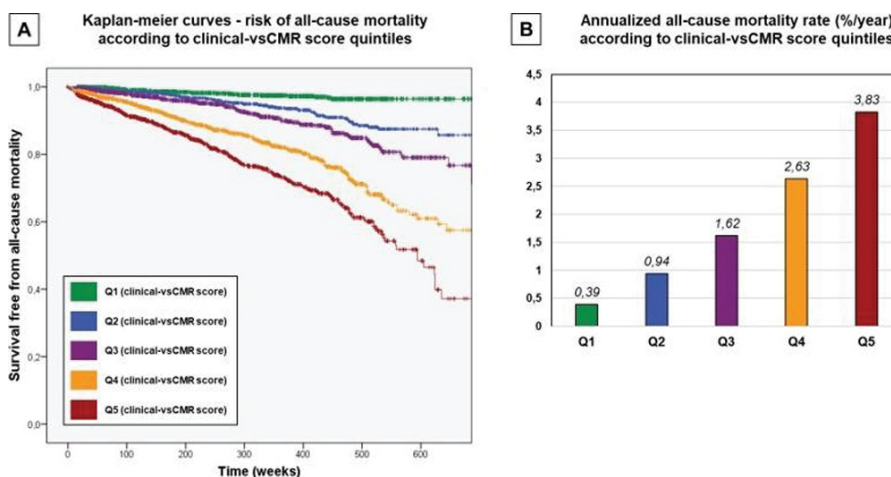 A
Kaplan-meier curves - risk of all-cause mortality
according to clinical-vsCMR score quintiles
Survival free from all-cause mortality
1,0
0,8
0,6
0,4
0,2
0,0
Q1 (clinical-vsCMR score)
Q2 (clinical-vsCMR score)
Q3 (clinical-vsCMR score)
Q4 (clinical-vsCMR score)
Q5 (clinical-vsCMR score)
0 100 200 300 400 500 600
Time (weeks)
B
Annualized all-cause mortality rate (%/year)
according to clinical-vsCMR score quintiles
4,5
4
3,5
3
2,5
2
1,5
1
0,5
0
0,39
0,94
1,62
2,63
3,83
Q1 Q2 Q3 Q4 Q5